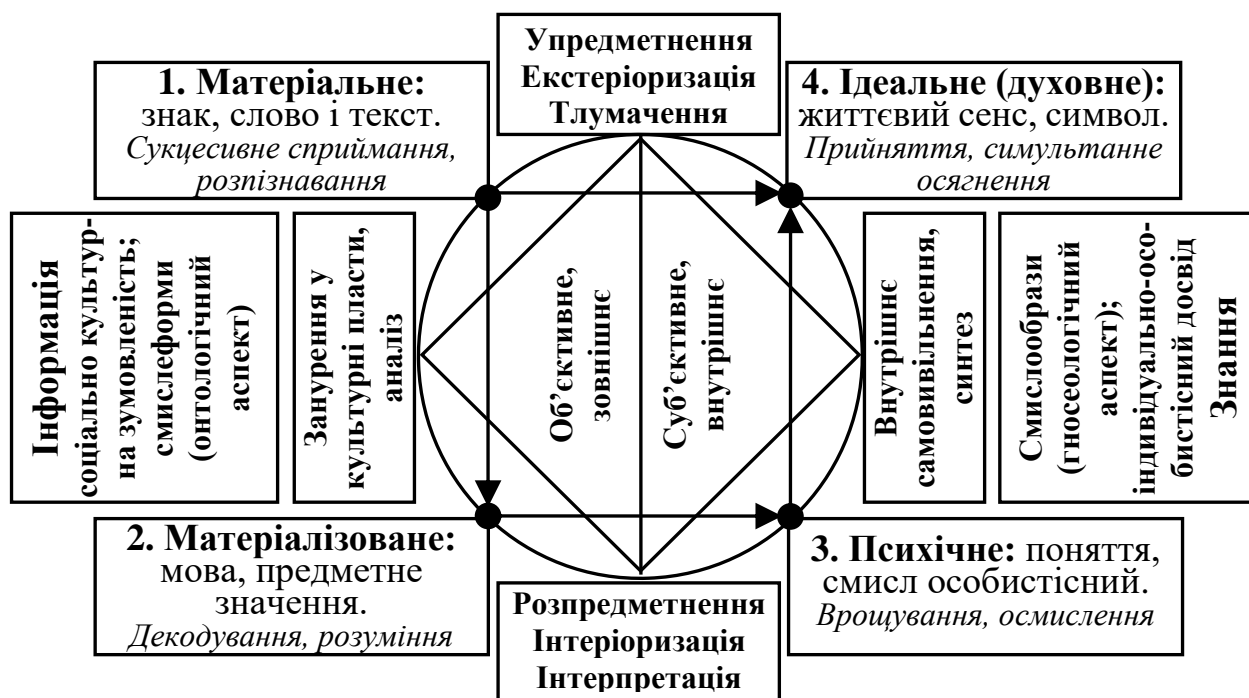 Упредметнення
Екстеріоризація
Тлумачення
1. Матеріальне:
знак, слово і текст.
Сукцесивне сприймання,
розпізнавання
4. Ідеальне (духовне):
життєвий сенс, символ.
Прийняття, симультанне
осягнення
Інформація
соціально культур-
на зумовленість;
смислеформи
(онтологічний
аспект)
Занурення у
культурні пласти,
аналіз
Об’єктивне,
зовнішнє
Суб’єктивне,
внутрішнє
Внутрішнє
самовивільнення,
синтез
Смислообрази
(гносеологічний
аспект);
індивідуально-осо-
бистісний досвід
Знання
2. Матеріалізоване:
мова, предметне
значення.
Декодування, розуміння
Розпредметнення
Інтеріоризація
Інтерпретація
3. Психічне: поняття,
смисл особистісний.
Врощування, осмислення